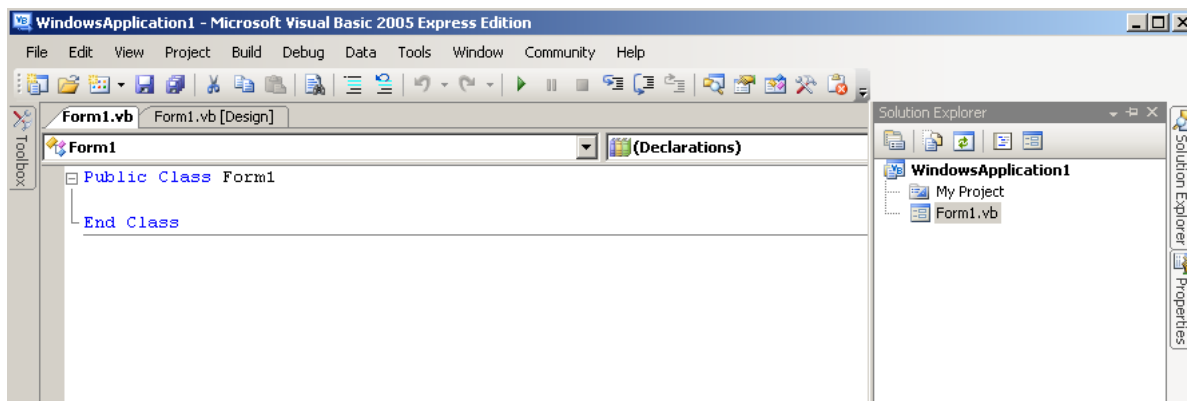 WindowsApplication1 - Microsoft Visual Basic 2005 Express Edition
File Edit View Project Build Debug Data Tools Window Community Help
Toolbox
Form1.vb Form1.vb [Design]
Form1 (Declarations)
Public Class Form1
End Class
Solution Explorer
WindowsApplication1
My Project
Form1.vb
Solution Explorer
Properties